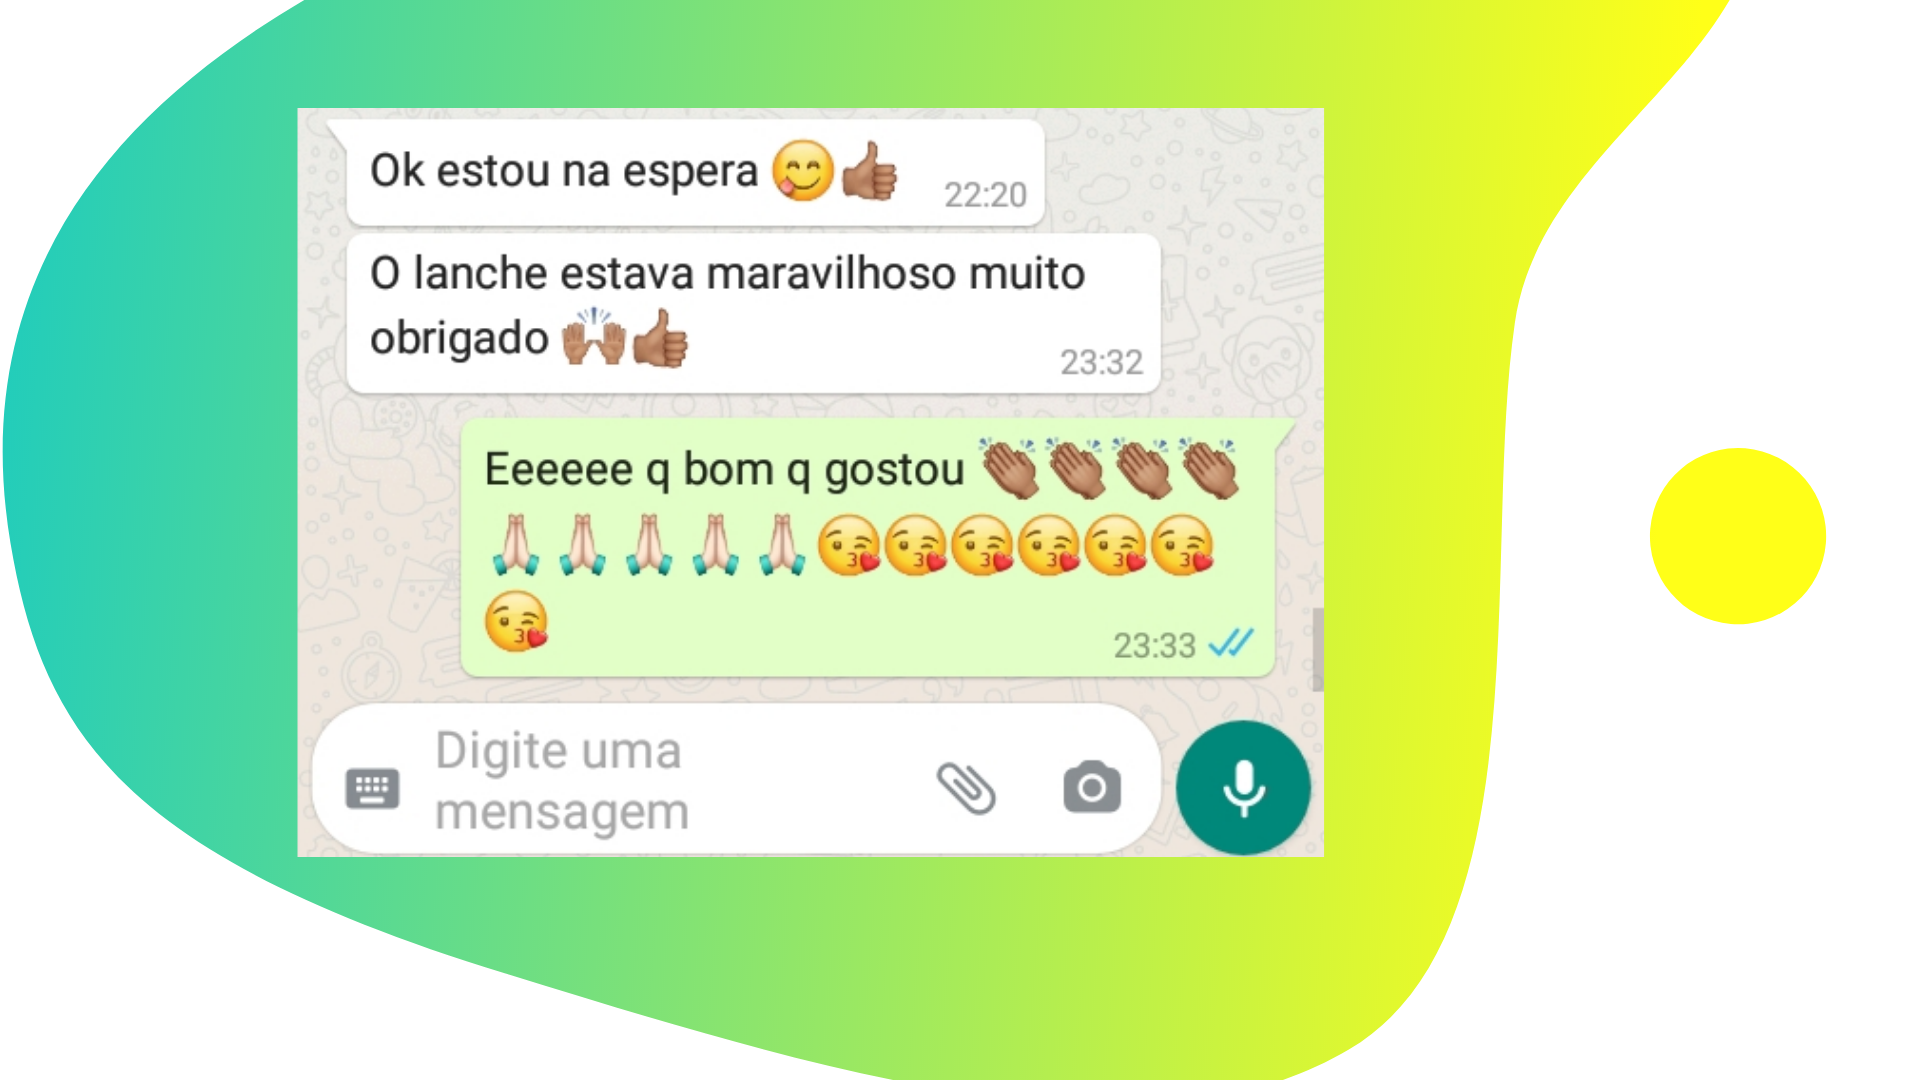 Ok estou na espera 😋👍🏽 22:20
O lanche estava maravilhoso muito
obrigado 🙌🏽👍🏽 23:32
Eeeeee q bom q gostou 👏🏽👏🏽👏🏽👏🏽
🙏🏻🙏🏻🙏🏻🙏🏻🙏🏻😘😘😘😘😘😘
😘 23:33
Digite uma
mensagem